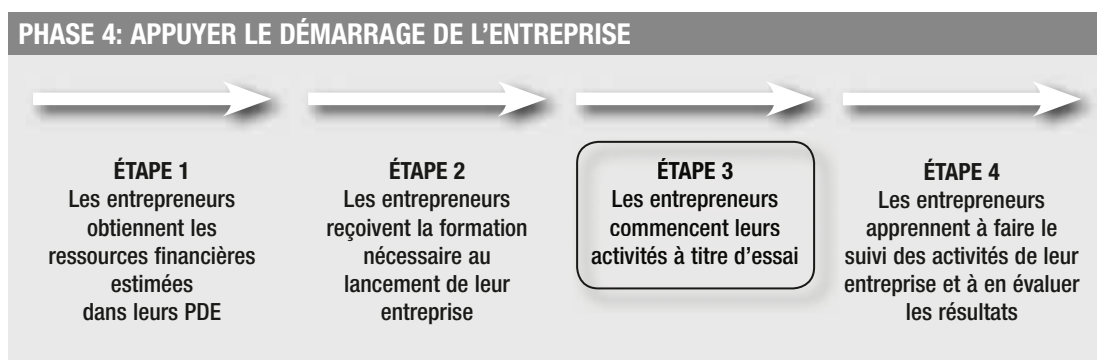 PHASE 4: APPUYER LE DÉMARRAGE DE L'ENTREPRISE
ÉTAPE 1
Les entrepreneurs
obtiennent les
ressources financières
estimées
dans leurs PDE
ÉTAPE 2
Les entrepreneurs
reçoivent la formation
nécessaire au
lancement de leur
entreprise
ÉTAPE 3
Les entrepreneurs
commencent leurs
activités à titre d'essai
ÉTAPE 4
Les entrepreneurs
apprennent à faire le
suivi des activités de leur
entreprise et à en évaluer
les résultats